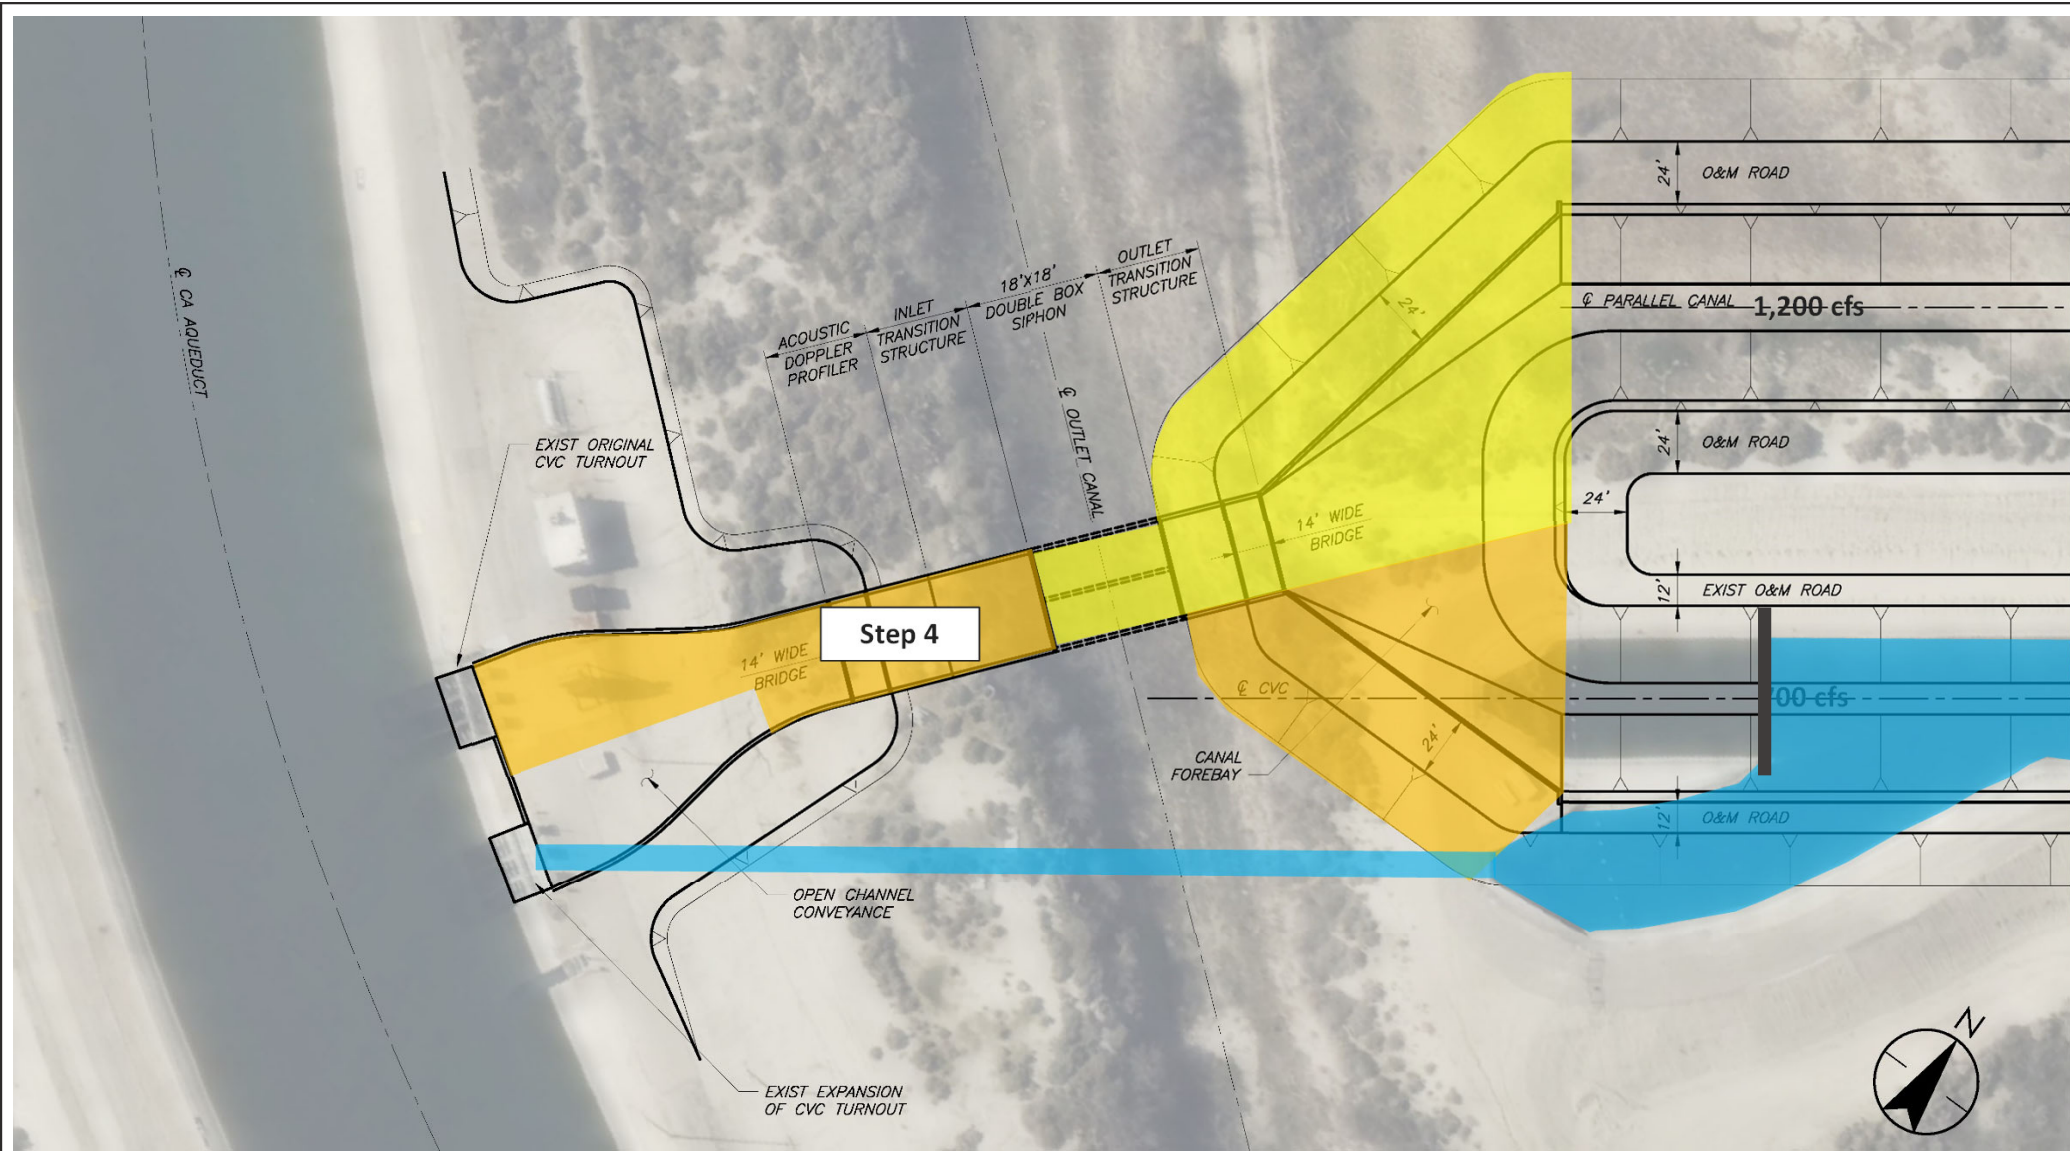 24'
O&M ROAD
℄ PARALLEL CANAL
1,200 cfs
24'
O&M ROAD
24'
12'
EXIST O&M ROAD
00 cfs
12'
O&M ROAD
℄ CA AQUEDUCT
ACOUSTIC
DOPPLER
PROFILER
INLET
TRANSITION
STRUCTURE
18'X18'
DOUBLE BOX
SIPHON
OUTLET
TRANSITION
STRUCTURE
24'
℄ OUTLET CANAL
EXIST ORIGINAL
CVC TURNOUT
14' WIDE
BRIDGE
Step 4
14' WIDE
BRIDGE
℄ CVC
24'
CANAL
FOREBAY
OPEN CHANNEL
CONVEYANCE
EXIST EXPANSION
OF CVC TURNOUT
N